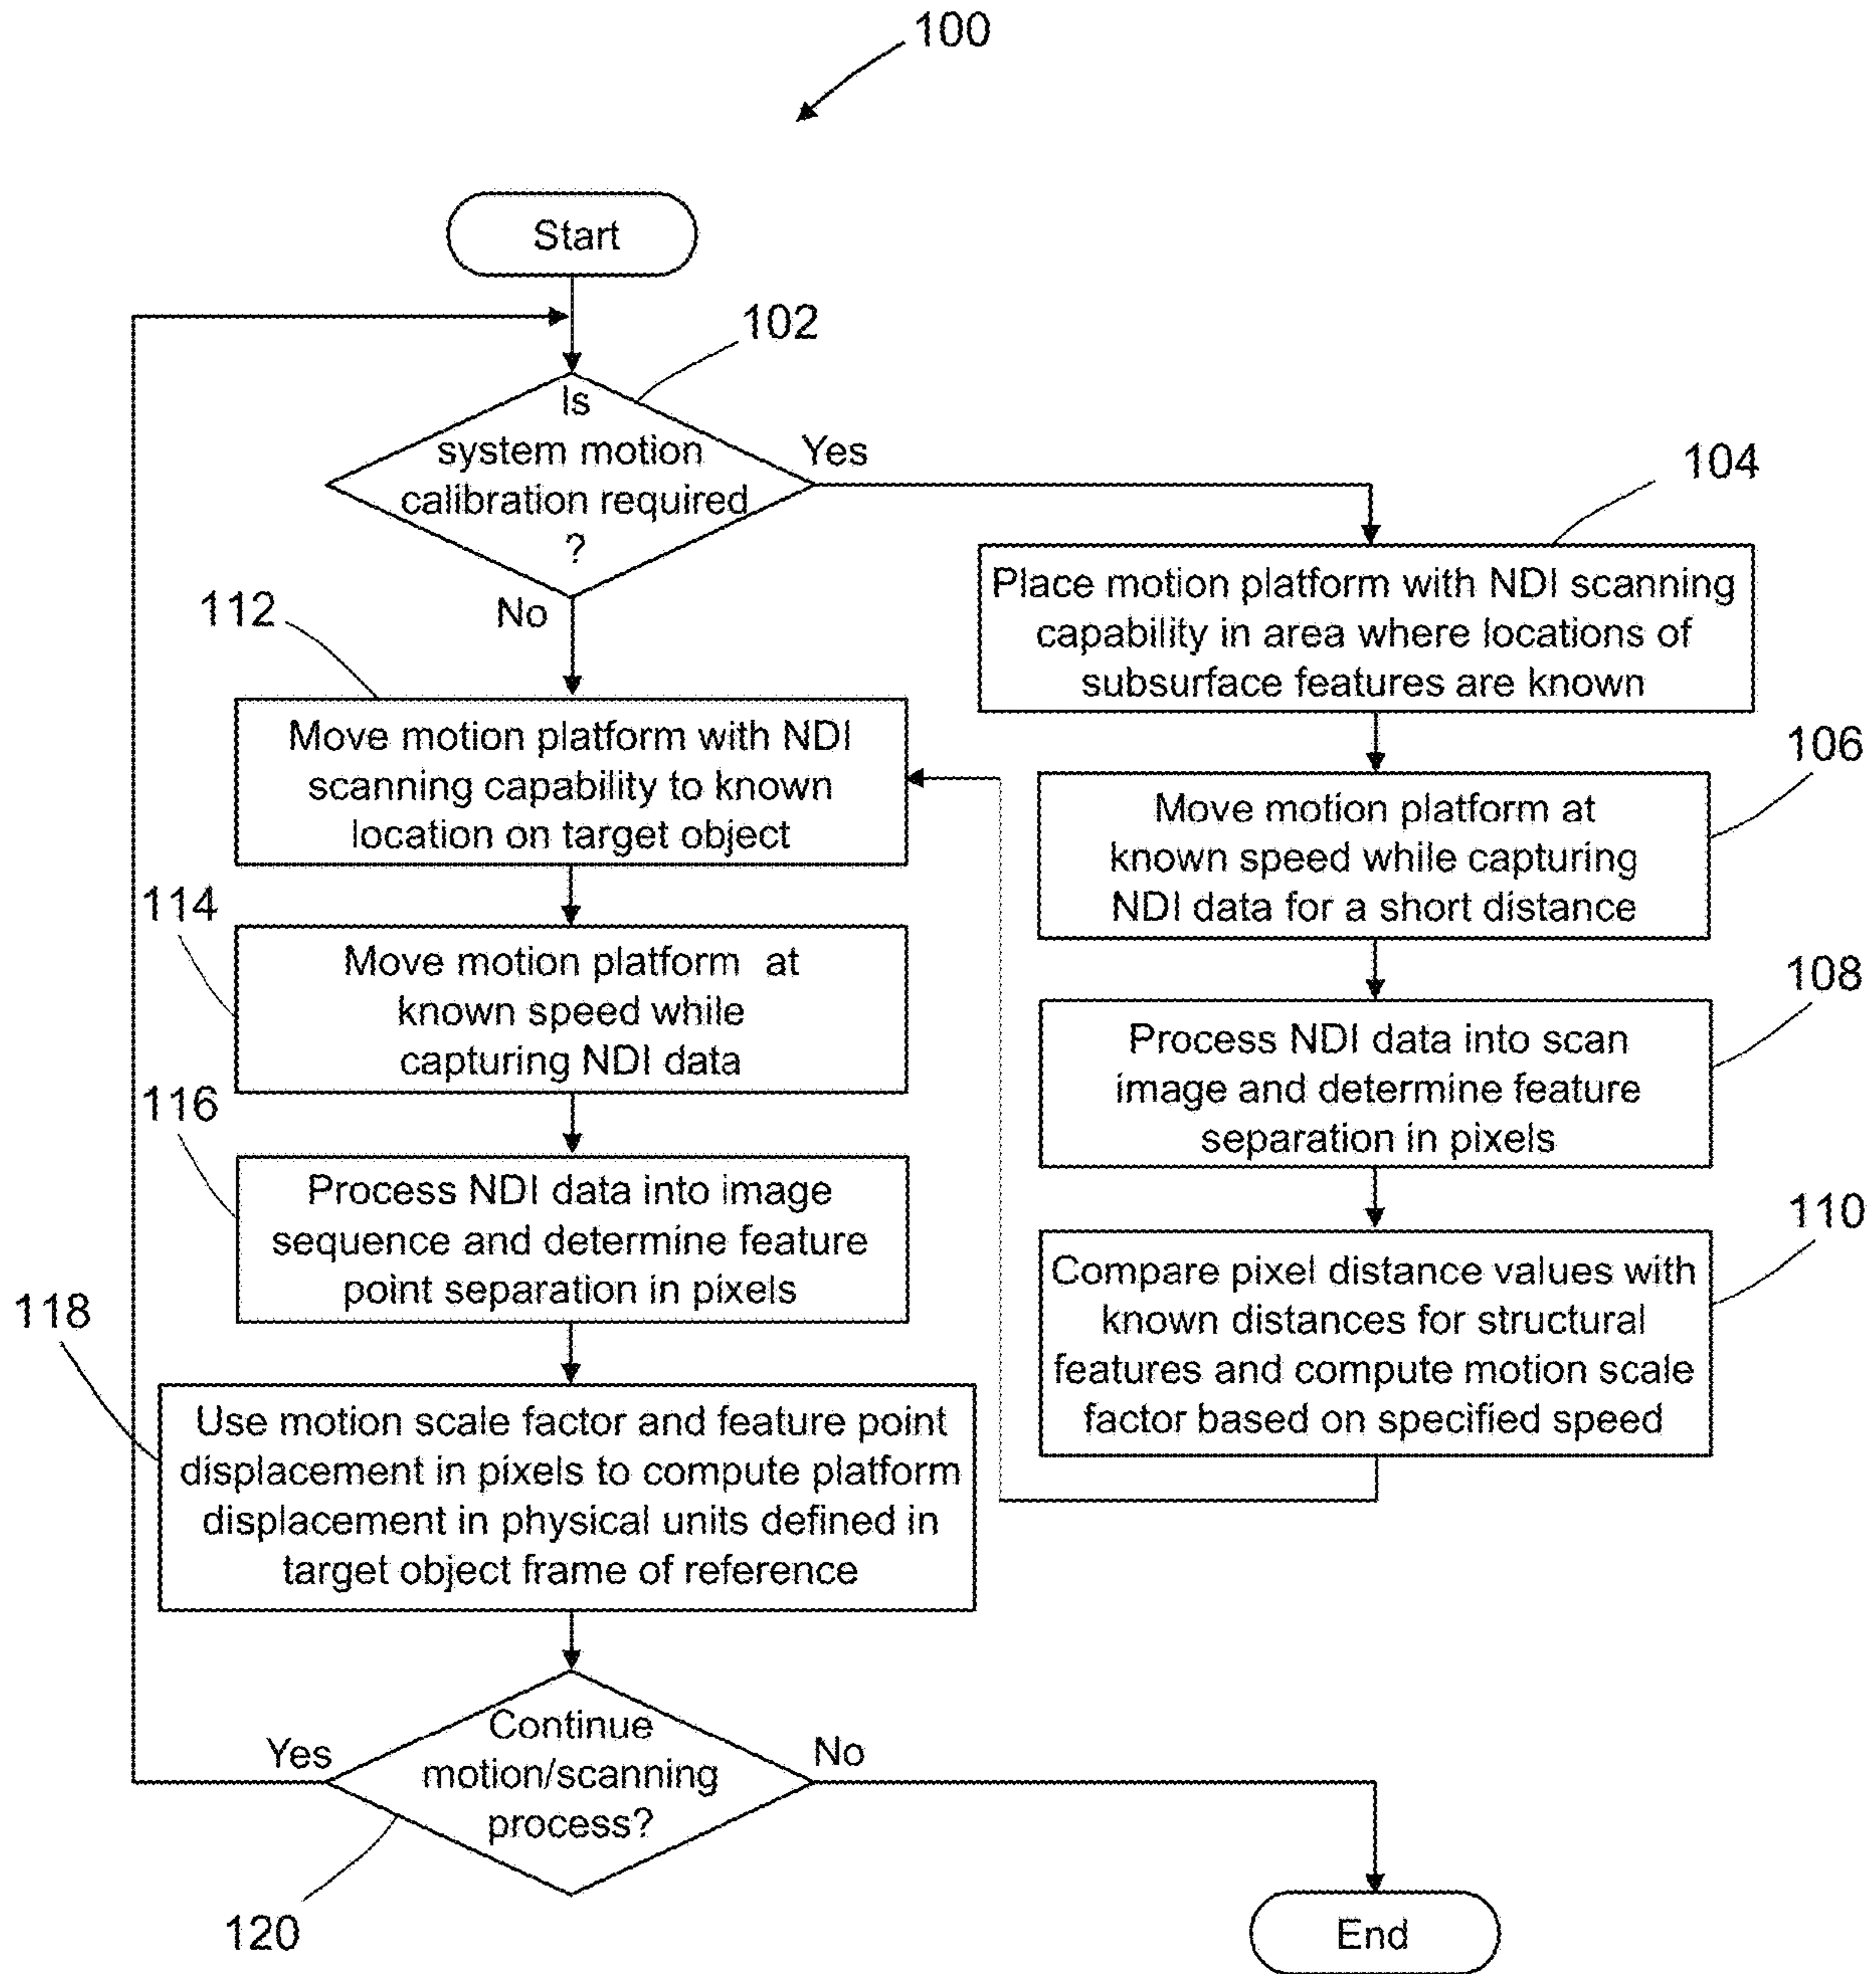 100
Start
102
Is
system motion
calibration required
?
Yes
No
104
Place motion platform with NDI scanning
capability in area where locations of
subsurface features are known
106
Move motion platform at
known speed while capturing
NDI data for a short distance
108
Process NDI data into scan
image and determine feature
separation in pixels
110
Compare pixel distance values with
known distances for structural
features and compute motion scale
factor based on specified speed
112
Move motion platform with NDI
scanning capability to known
location on target object
114
Move motion platform at
known speed while
capturing NDI data
116
Process NDI data into image
sequence and determine feature
point separation in pixels
118
Use motion scale factor and feature point
displacement in pixels to compute platform
displacement in physical units defined in
target object frame of reference
120
Continue
motion/scanning
process?
Yes
No
End